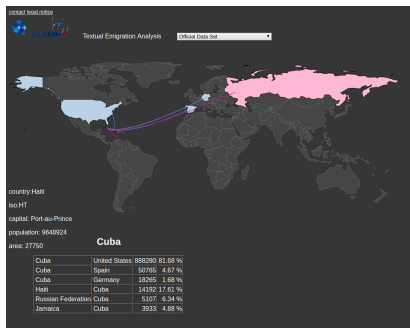 contact legal notice
Textual Emigration Analysis
Official Data Set
country:Haiti
iso:HT
capital: Port-au-Prince
population: 9648924
area: 27750
Cuba
Cuba United States 888280 81.68 %
Cuba Spain 50765 4.67 %
Cuba Germany 18265 1.68 %
Haiti Cuba 14192 17.61 %
Russian Federation Cuba 5107 6.34 %
Jamaica Cuba 3933 4.88 %